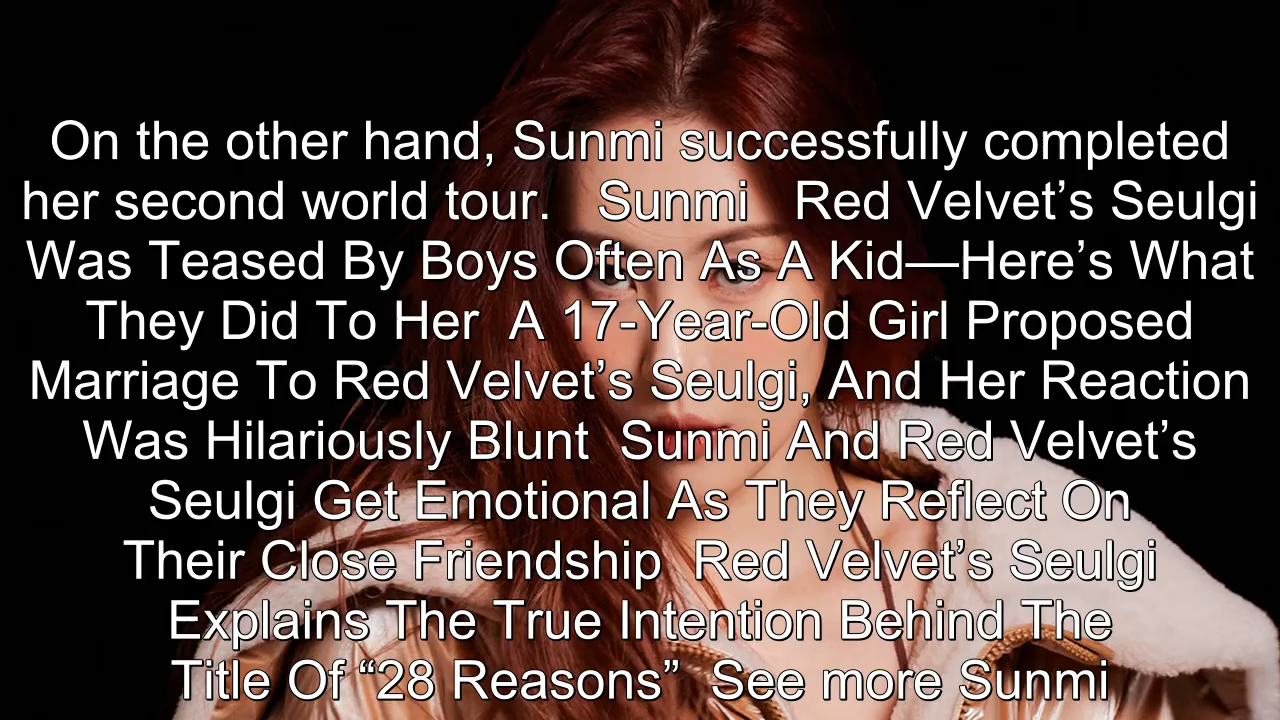 On the other hand, Sunmi successfully completed
her second world tour.   Sunmi   Red Velvet’s Seulgi
Was Teased By Boys Often As A Kid—Here’s What
They Did To Her  A 17-Year-Old Girl Proposed
Marriage To Red Velvet’s Seulgi, And Her Reaction
Was Hilariously Blunt  Sunmi And Red Velvet’s
Seulgi Get Emotional As They Reflect On
Their Close Friendship  Red Velvet’s Seulgi
Explains The True Intention Behind The
Title Of “28 Reasons”  See more Sunmi